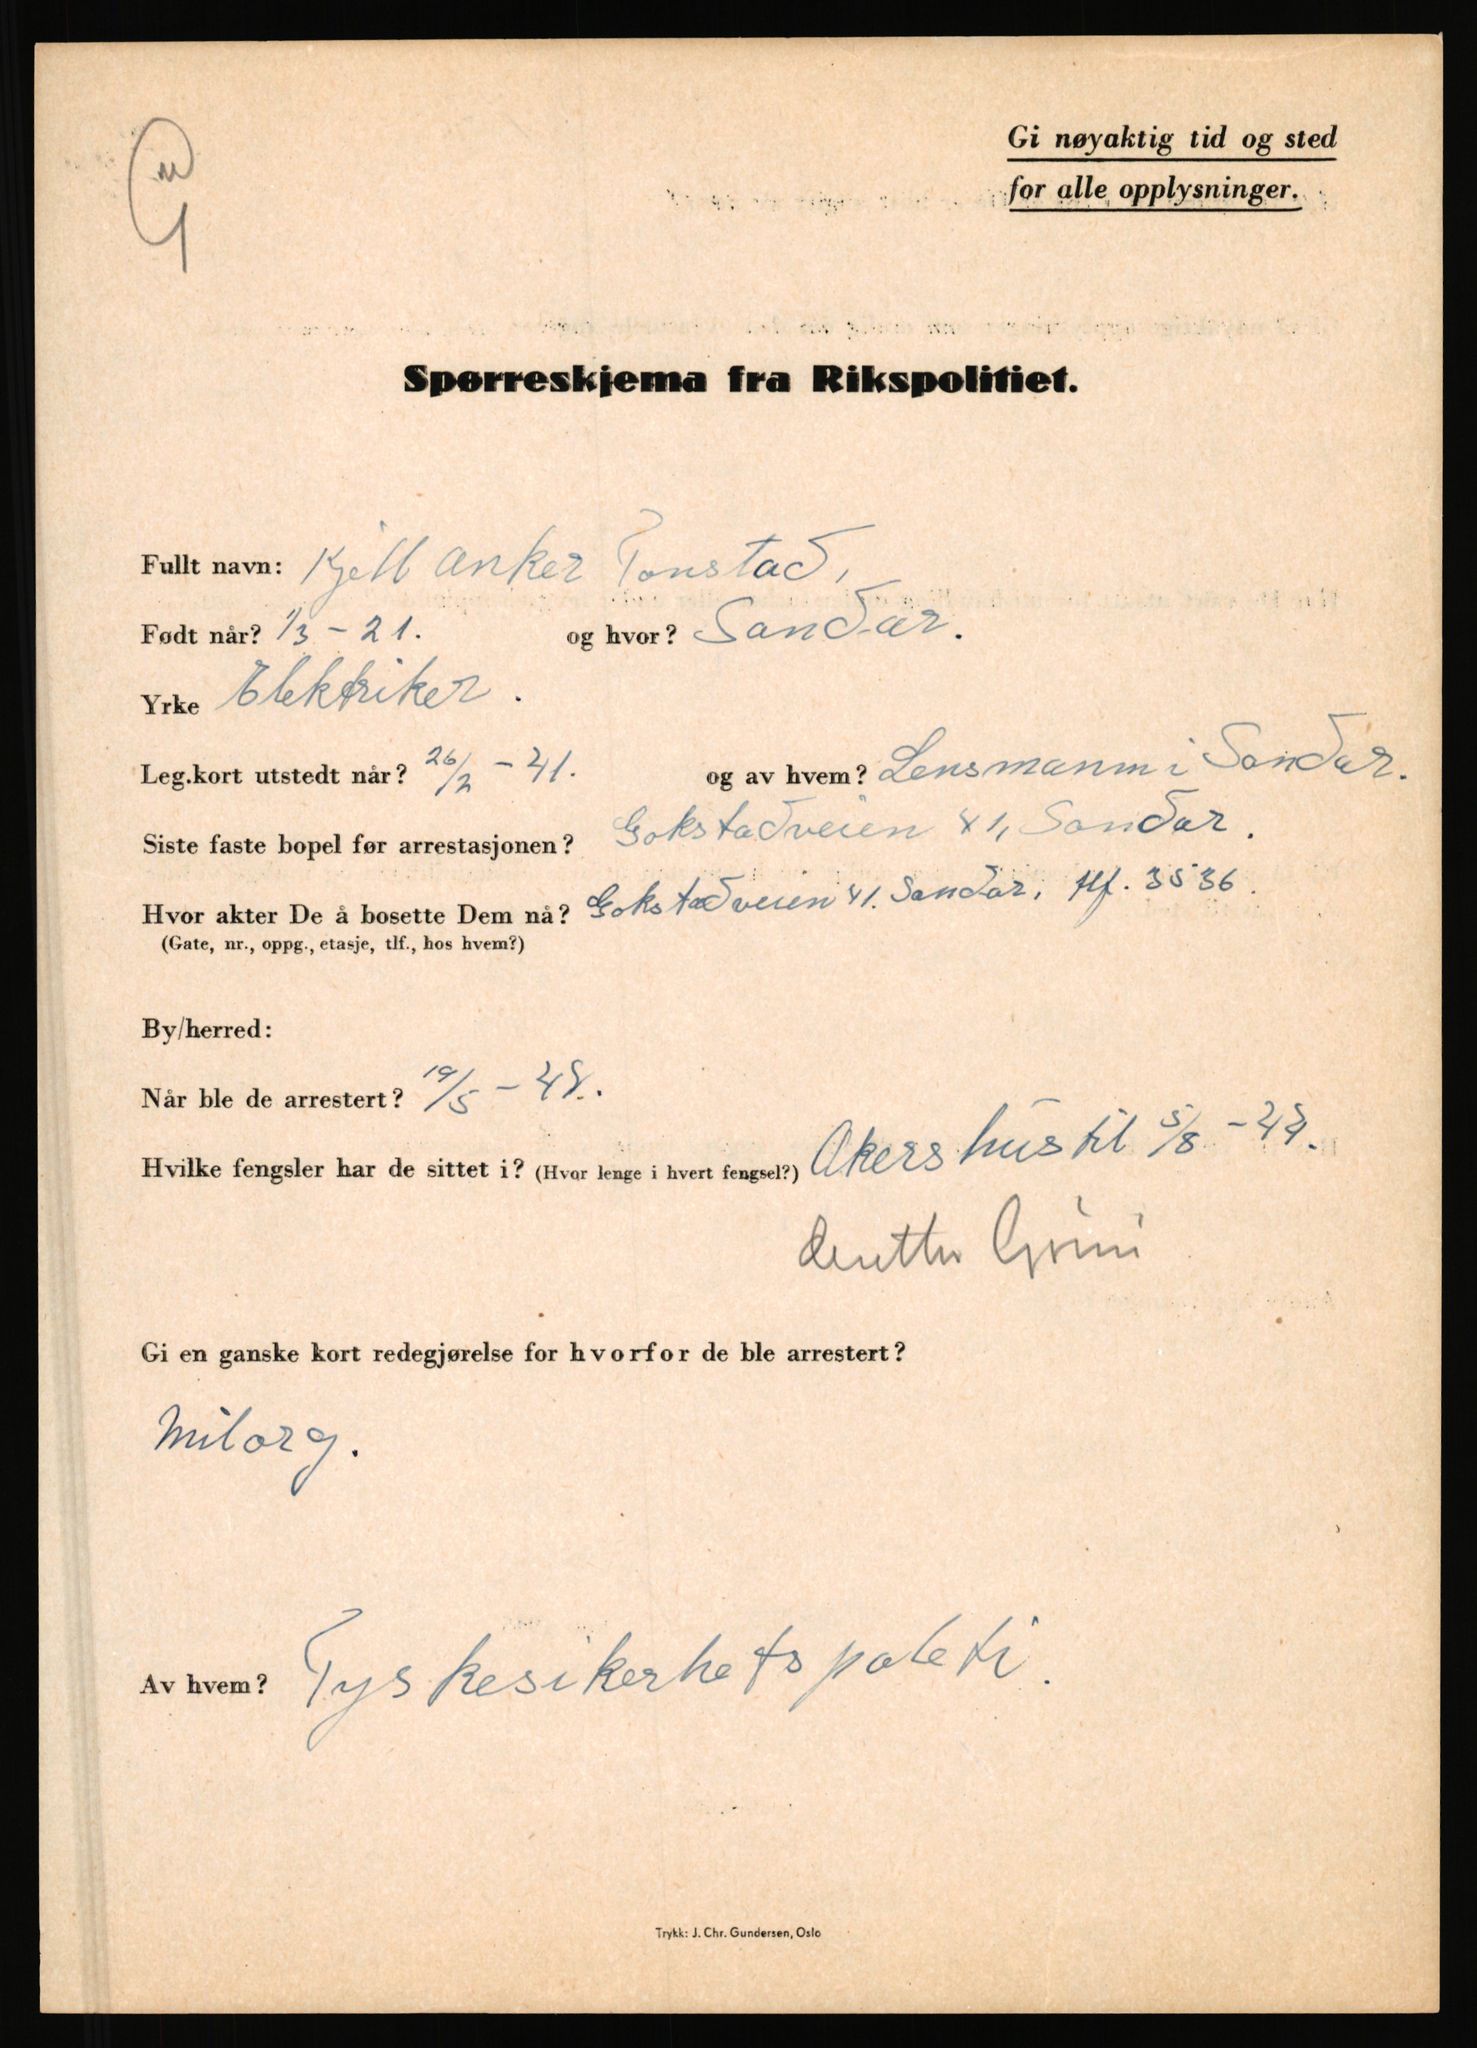 Gi nøyaktig tid og sted
for alle opplysninger.
Spørreskjema fra Rikspolitiet.
Fullt navn: Kjell Anker Tonstad,
Født når? 1/3 - 21. og hvor? Sandar.
Yrke Elektriker.
Leg.kort utstedt når? 26/2 - 41. og av hvem? Lensmann i Sandar.
Siste faste bopel før arrestasjonen? Gokstadveien 41, Sandar.
Hvor akter De å bosette Dem nå? Gokstadveien 41. Sandar, tlf. 3536.
(Gate, nr., oppg., etasje, tlf., hos hvem?)
By/herred:
Når ble de arrestert? 19/5 - 44.
Hvilke fengsler har de sittet i? (Hvor lenge i hvert fengsel?) Akershus til 5/8 - 44.
deretter Grini
Gi en ganske kort redegjørelse for hvorfor de ble arrestert?
Milorg.
Av hvem? Tyskesikerhetspoleti.
Trykk: J. Chr. Gundersen, Oslo